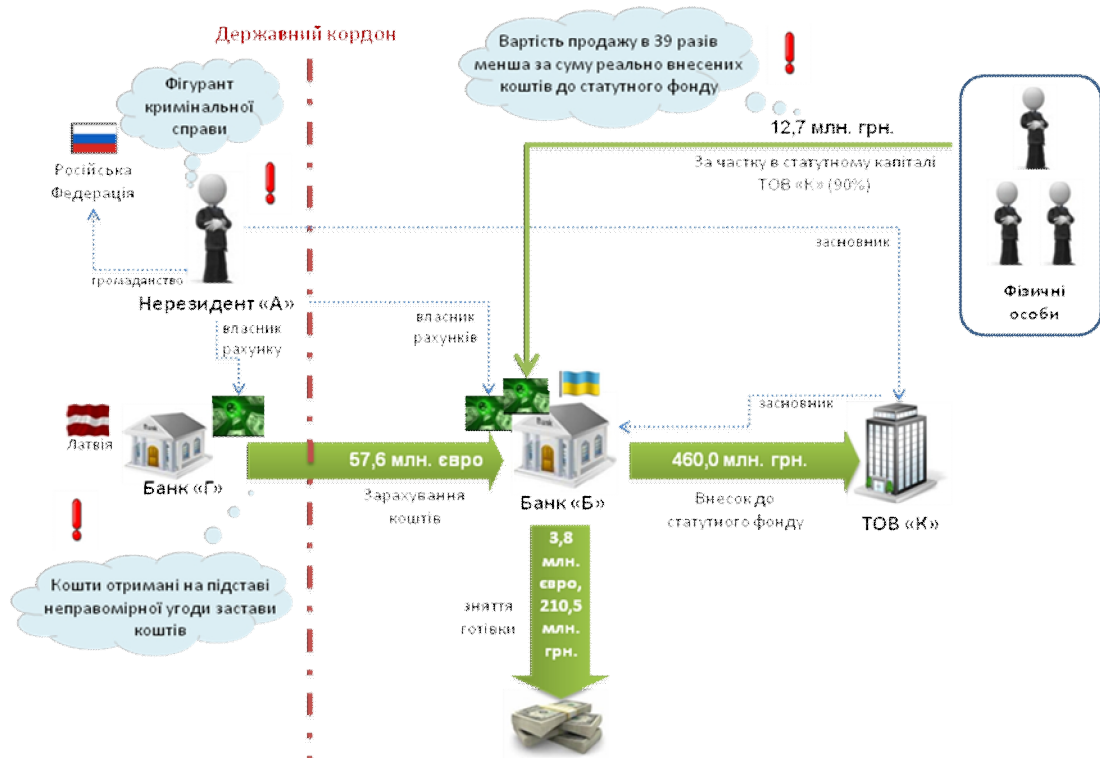 Державний кордон
Вартість продажу в 39 разів
менша за суму реально внесених
коштів до статутного фонду
Фігурант
кримінальної
справи
Російська
Федерація
12,7 млн. грн.
За частку в статутному капіталі
ТОВ «К» (90%)
засновник
громадянство
Нерезидент «А»
власник
рахунку
власник
рахунків
Фізичні
особи
Латвія
Bank
Банк «Г»
57,6 млн. євро
Зарахування
коштів
Bank
Банк «Б»
засновник
460,0 млн. грн.
Внесок до
статутного фонду
ТОВ «К»
Кошти отримані на підставі
неправомірної угоди застави
коштів
зняття
готівки
3,8
млн.
євро,
210,5
млн.
грн.